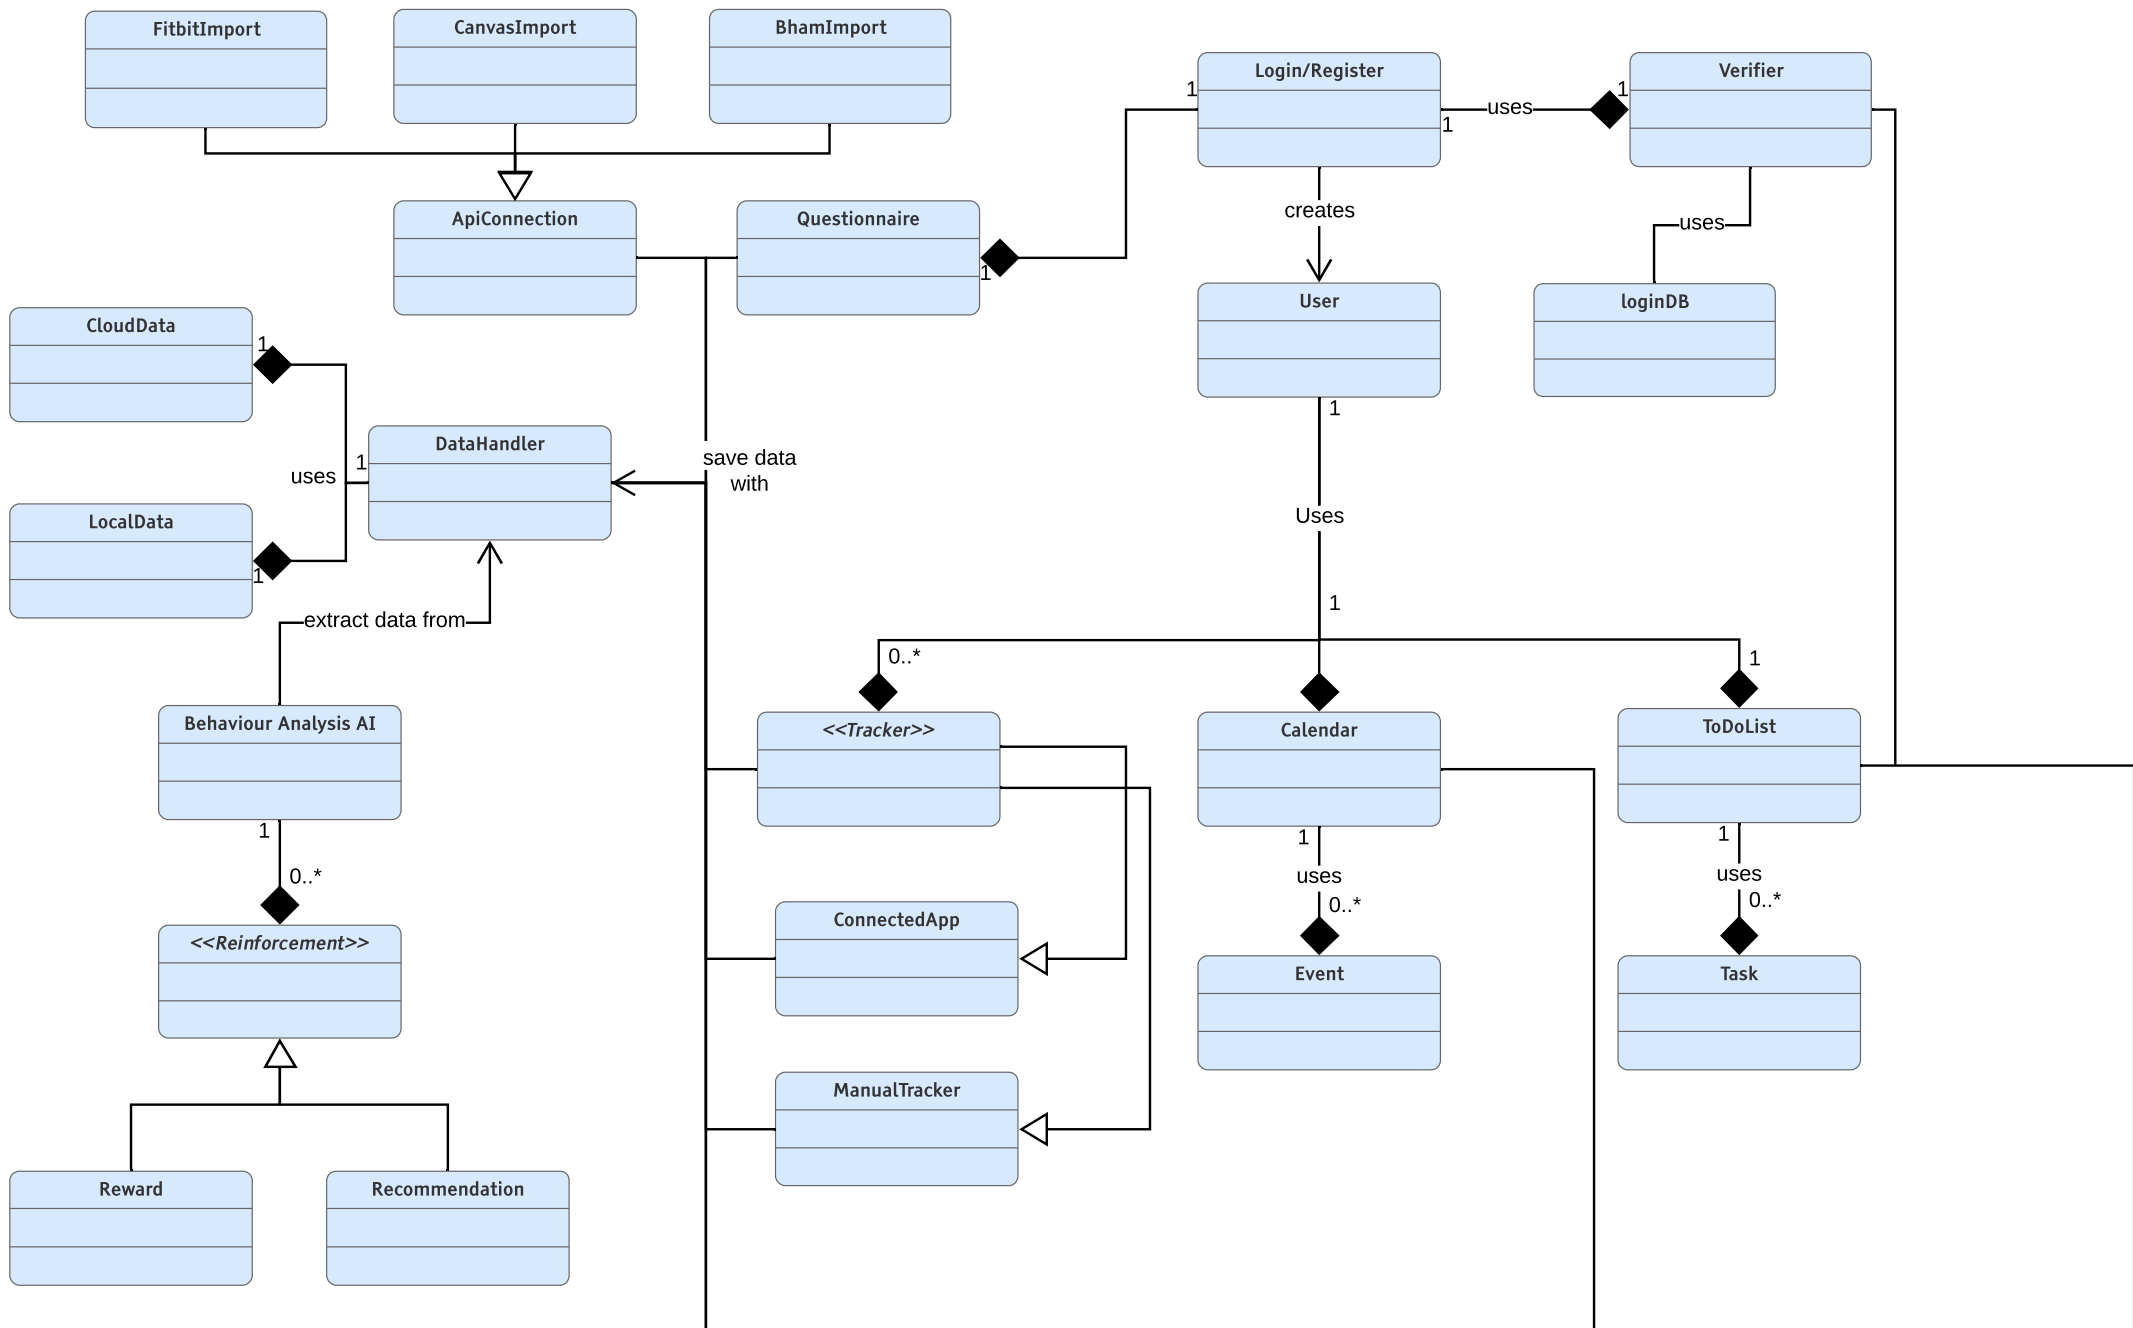 FitbitImport
CanvasImport
BhamImport
Login/Register
Verifier
1
uses
1
1
creates
uses
ApiConnection
Questionnaire
1
User
loginDB
CloudData
1
1
DataHandler
save data
with
1
uses
LocalData
1
Uses
extract data from
1
0..*
1
Behaviour Analysis AI
<<Tracker>>
Calendar
ToDoList
1
0..*
1
uses
0..*
1
uses
0..*
<<Reinforcement>>
ConnectedApp
Event
Task
ManualTracker
Reward
Recommendation